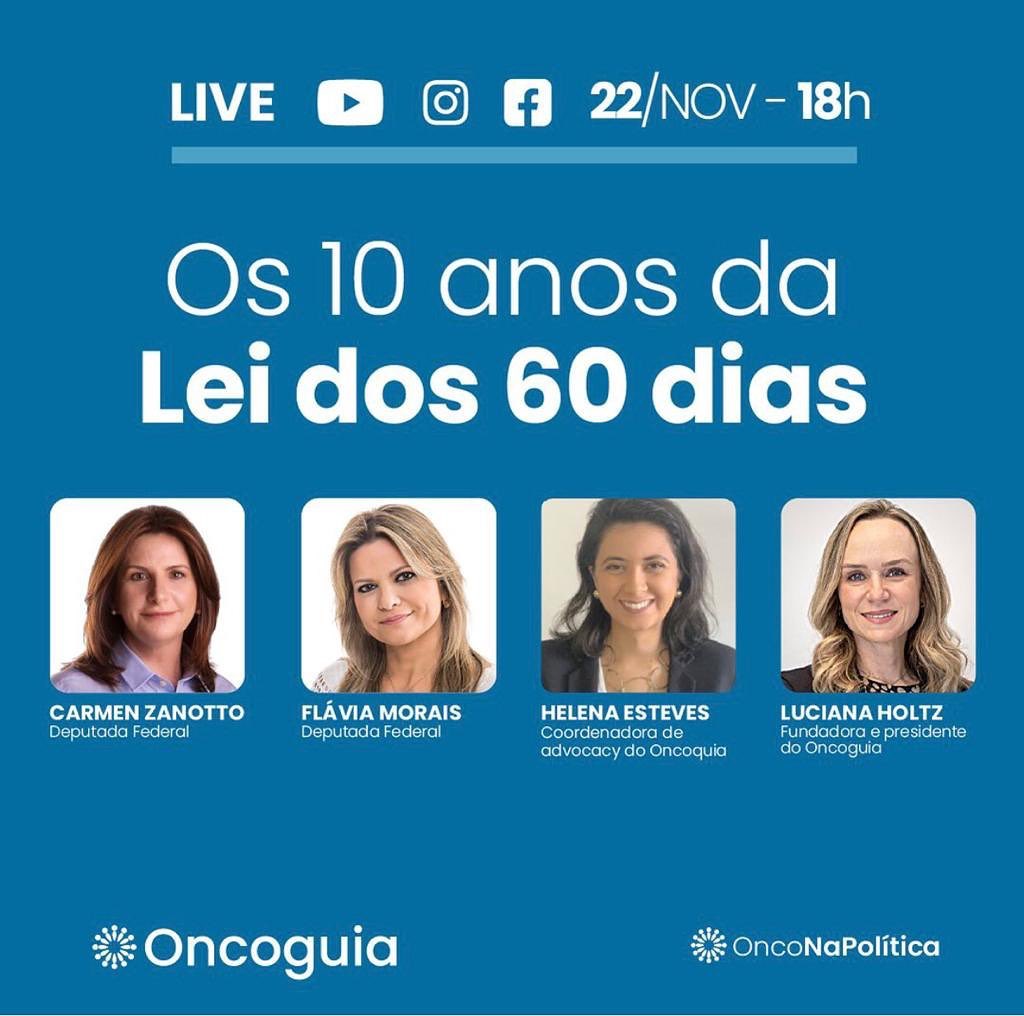 LIVE 22/NOV - 18h
Os 10 anos da
Lei dos 60 dias
CARMEN ZANOTTO
Deputada Federal
FLÁVIA MORAIS
Deputada Federal
HELENA ESTEVES
Coordenadora de
advocacy do Oncoquia
LUCIANA HOLTZ
Fundadora e presidente
do Oncoguia
Oncoguia
OncoNaPolítica